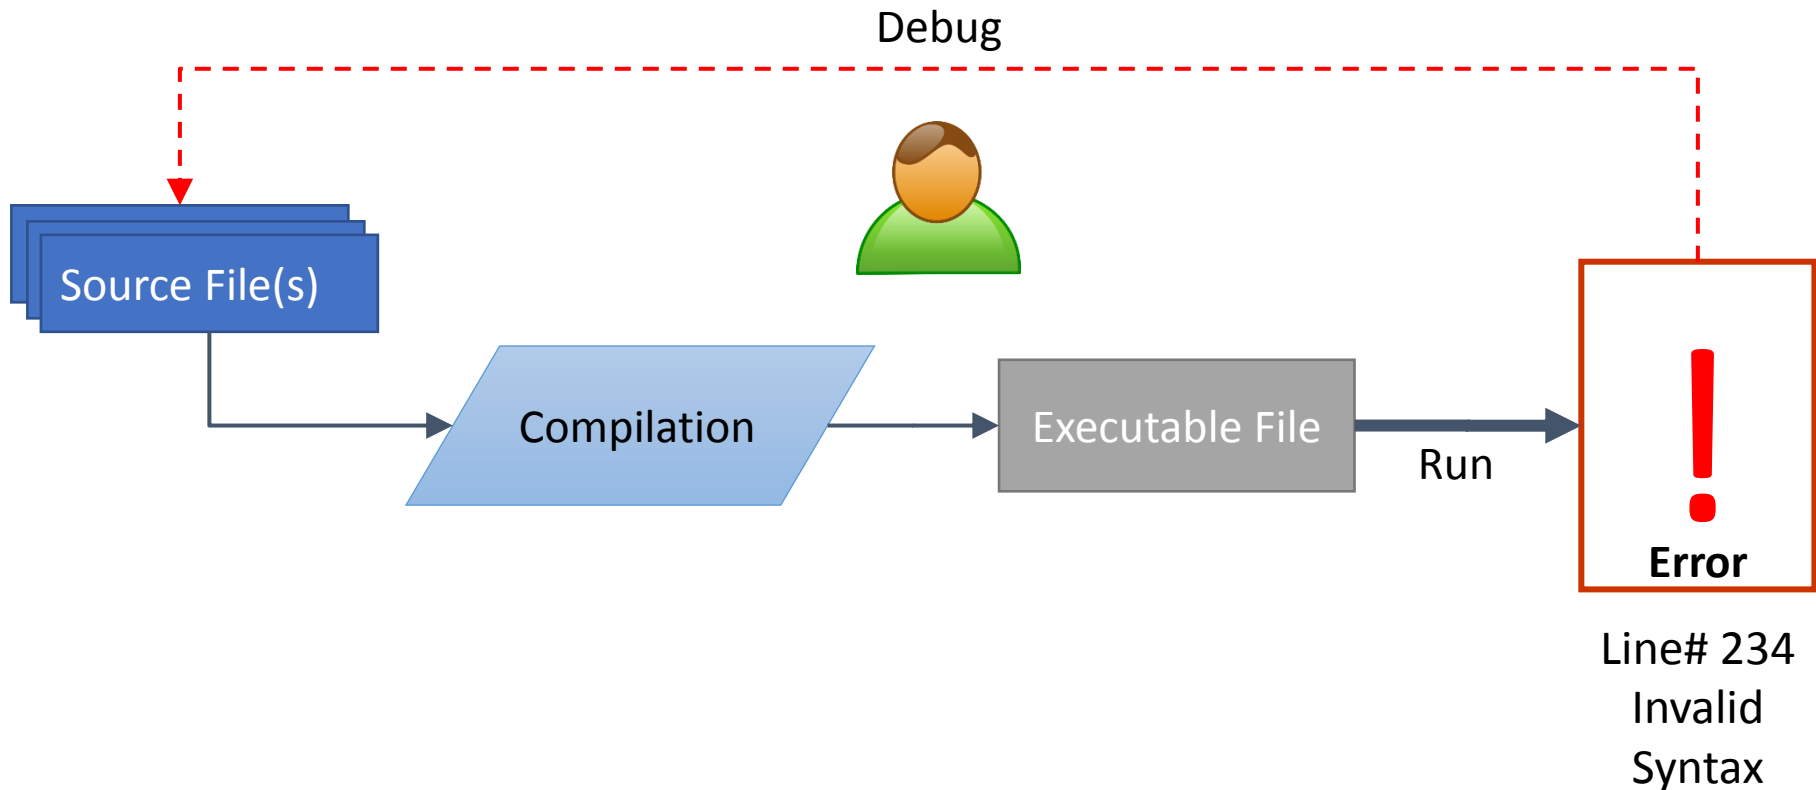 Debug
Source File(s)
Compilation
Executable File
Run
!
Error
Line# 234
Invalid
Syntax